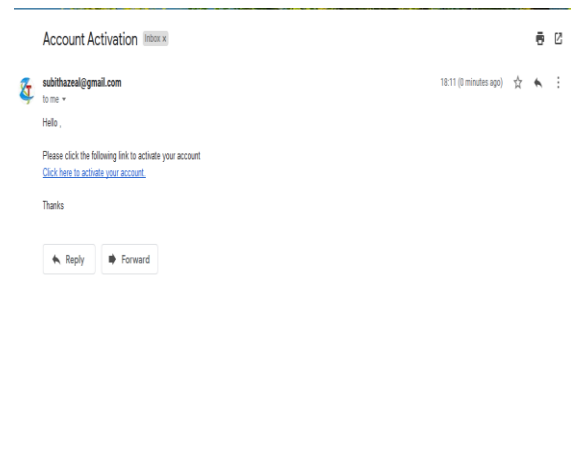 Account Activation Inbox x
subithazeal@gmail.com 18:11 (0 minutes ago)
to me
Hello ,
Please click the following link to activate your account
Click here to activate your account.
Thanks
Reply Forward